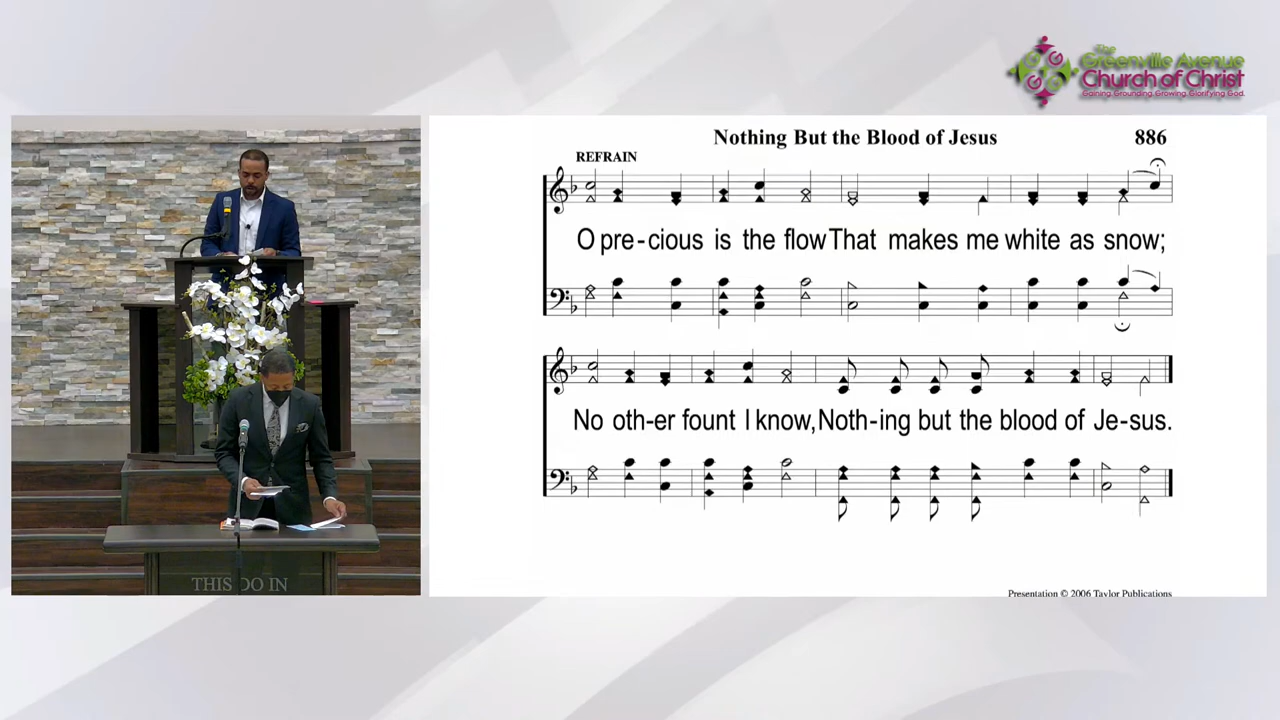 The
Greenville Avenue
Church of Christ
Gaining. Grounding. Growing. Glorifying God.
Nothing But the Blood of Jesus 886
REFRAIN
O pre-cious is the flow That makes me white as snow;
No oth-er fount I know, Noth-ing but the blood of Je-sus.
THIS DO IN
Presentation © 2006 Taylor Publications